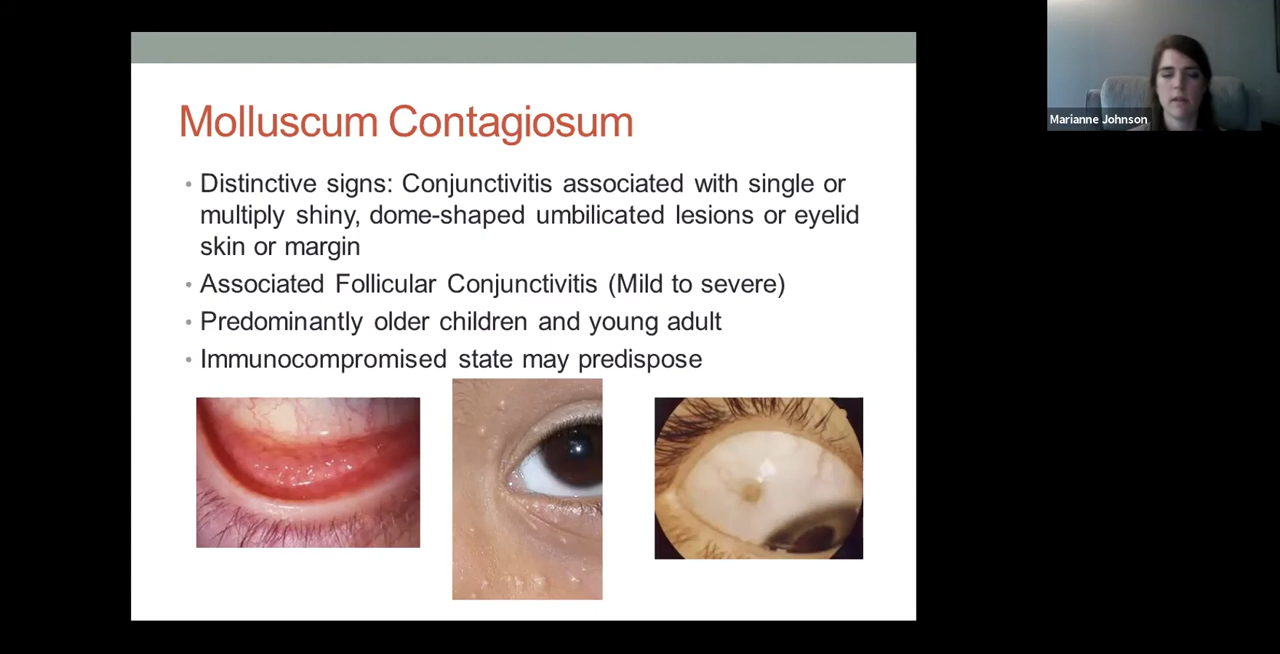 Molluscum Contagiosum
• Distinctive signs: Conjunctivitis associated with single or
multiply shiny, dome-shaped umbilicated lesions or eyelid
skin or margin
• Associated Follicular Conjunctivitis (Mild to severe)
• Predominantly older children and young adult
• Immunocompromised state may predispose
Marianne Johnson